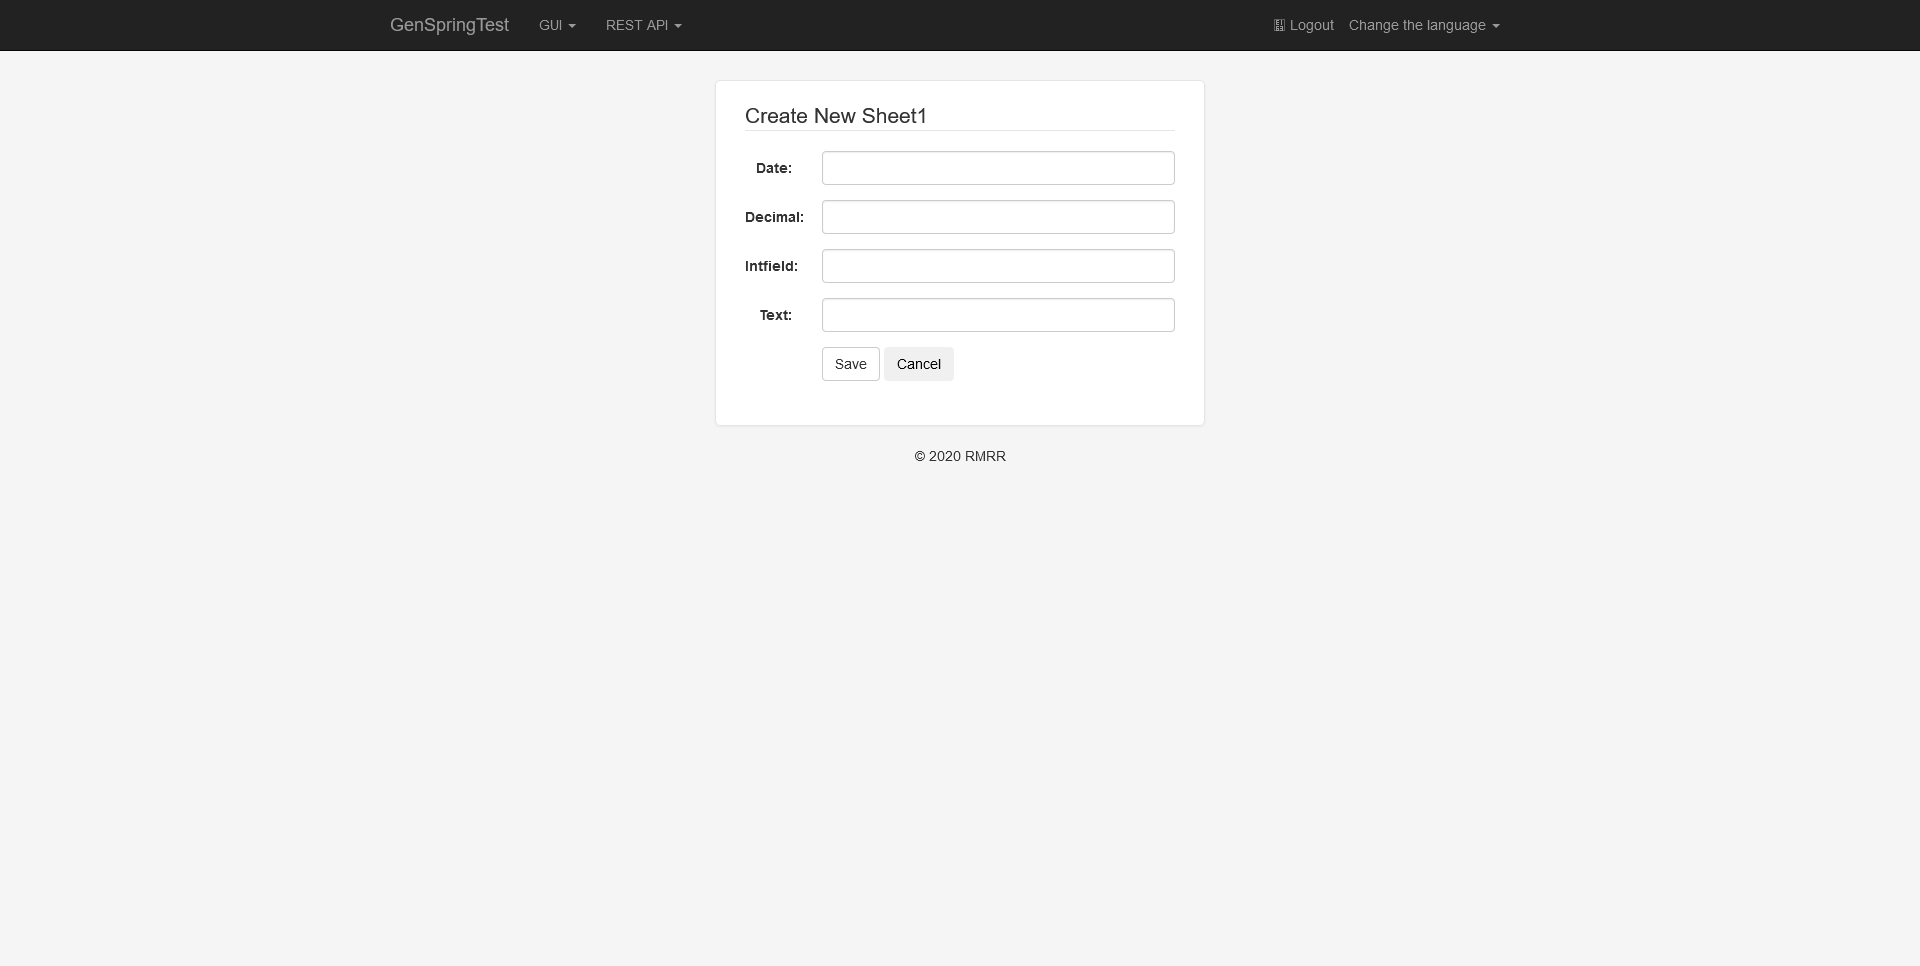 GenSpringTest GUI REST API Logout Change the language
Create New Sheet1
Date:
Decimal:
Intfield:
Text:
Save Cancel
© 2020 RMRR